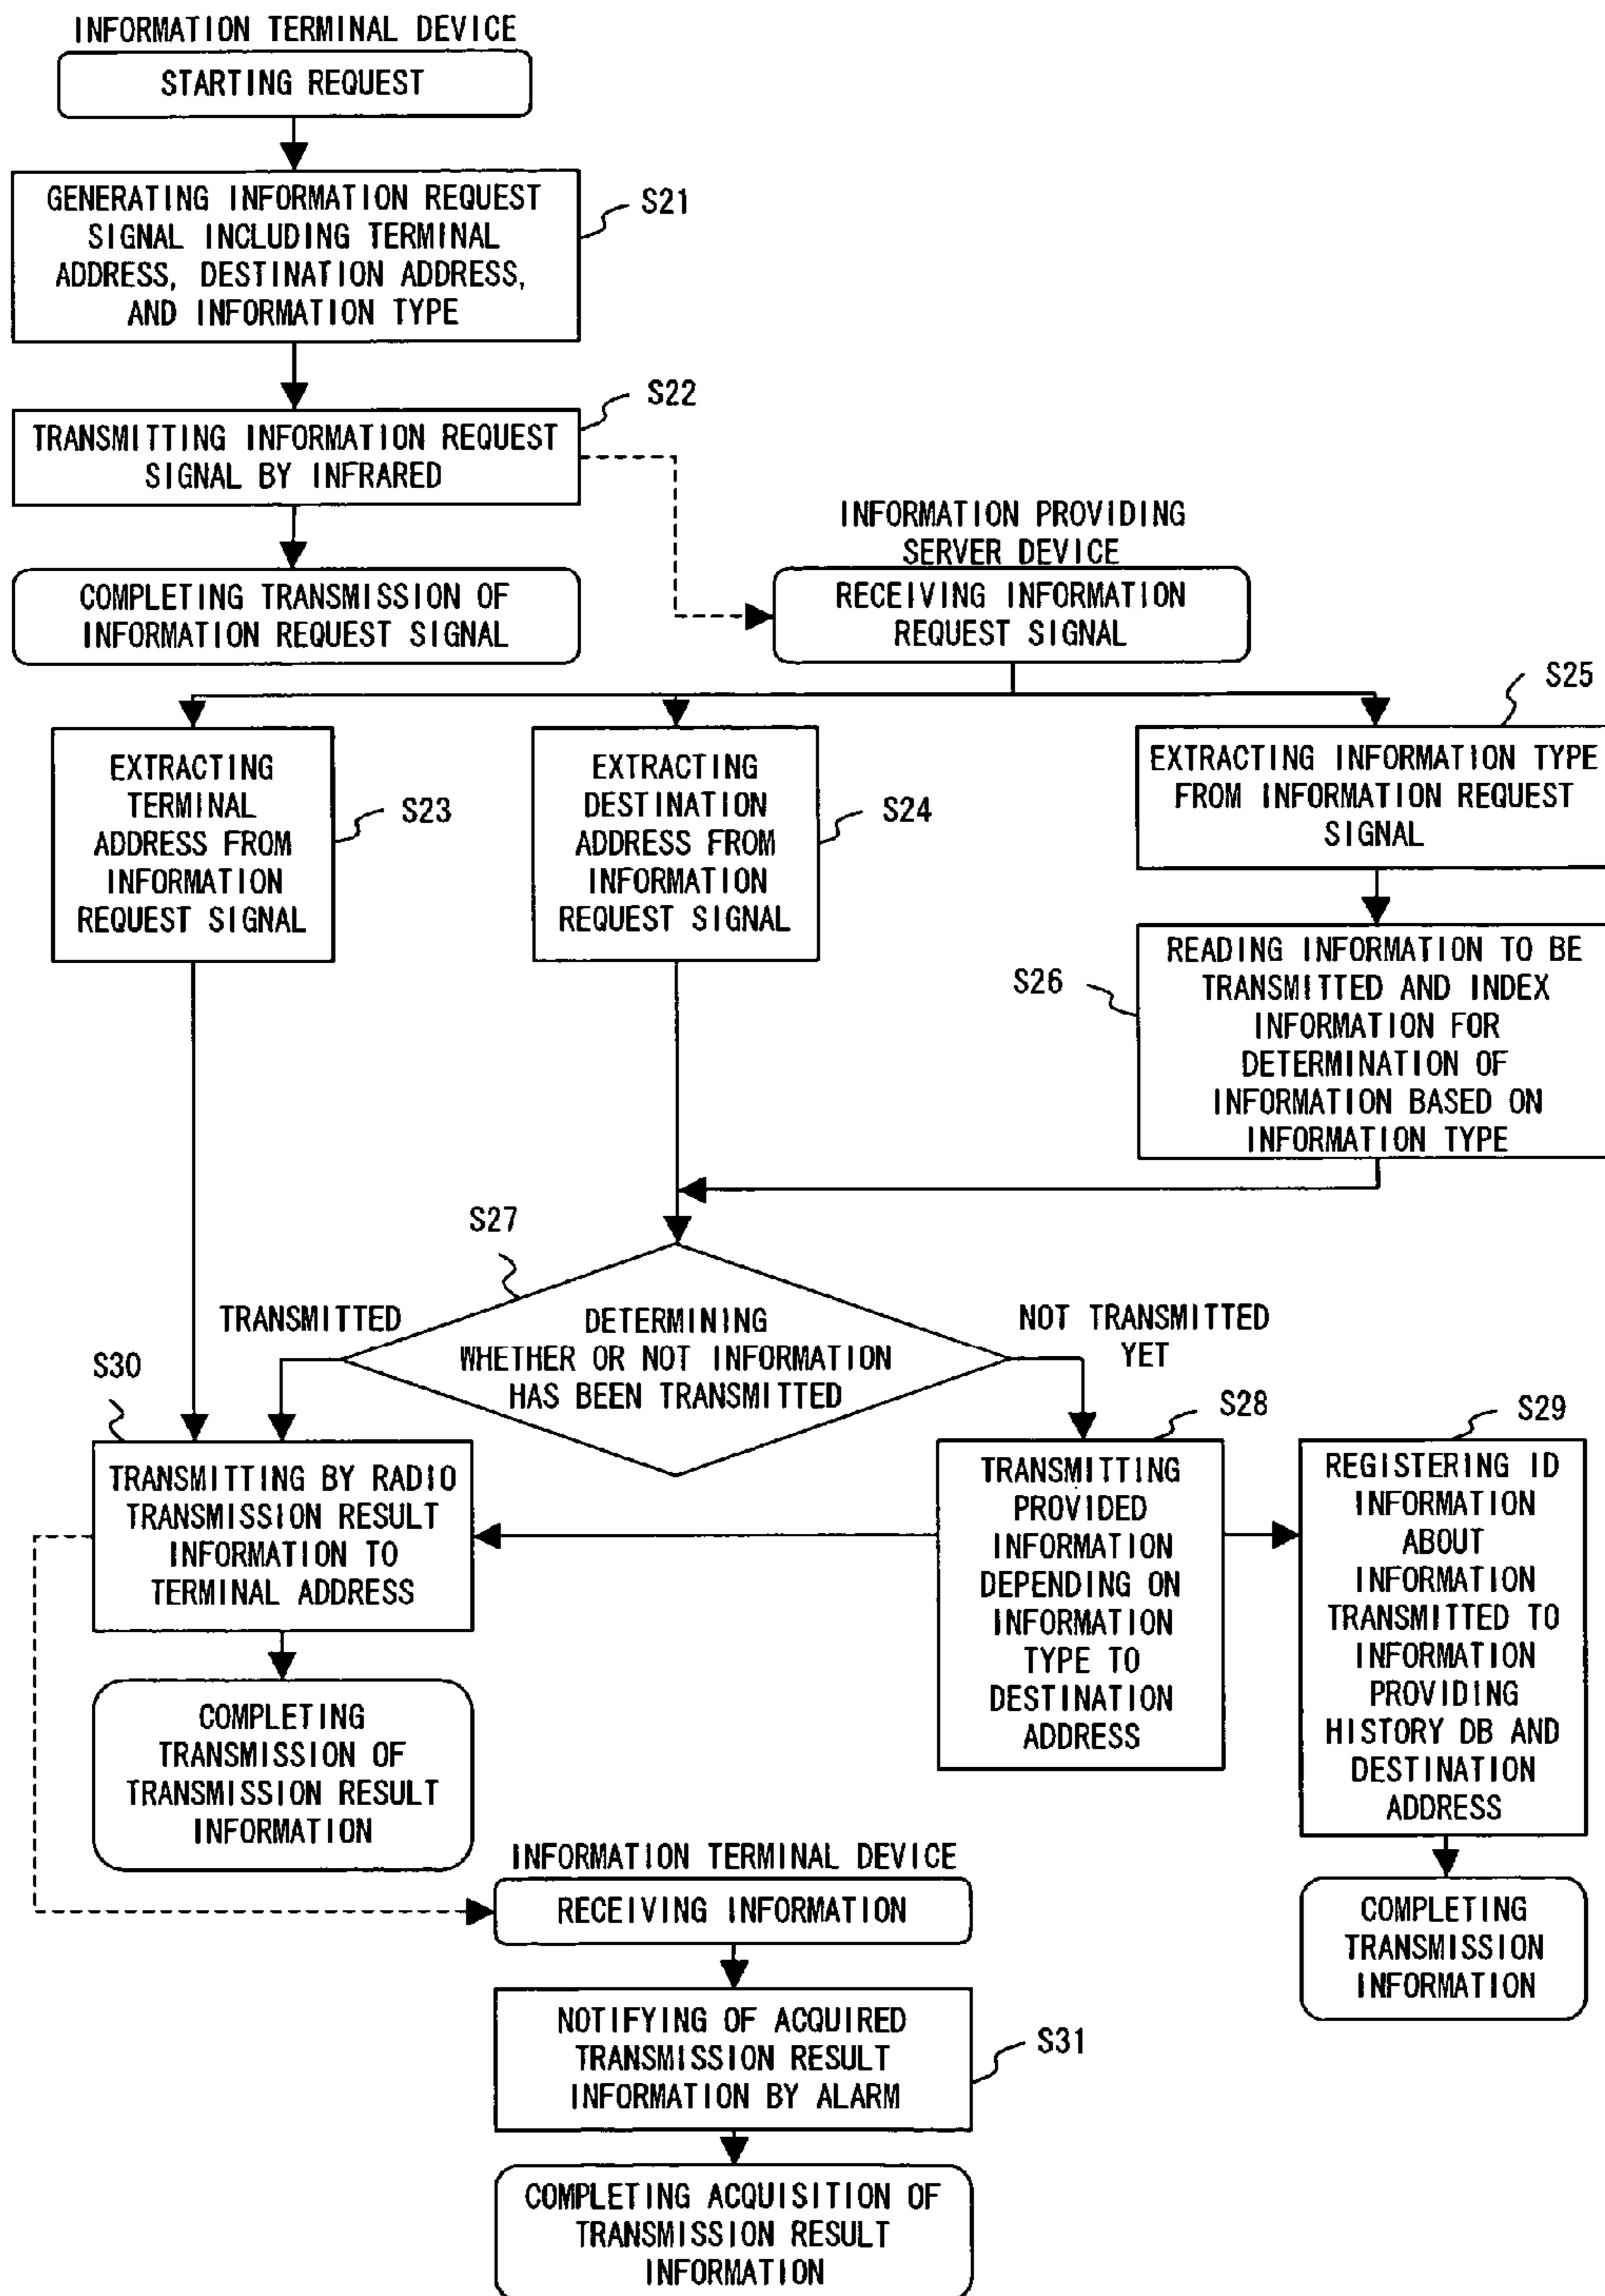 INFORMATION TERMINAL DEVICE
STARTING REQUEST
GENERATING INFORMATION REQUEST
SIGNAL INCLUDING TERMINAL
ADDRESS, DESTINATION ADDRESS,
AND INFORMATION TYPE
S21
TRANSMITTING INFORMATION REQUEST
SIGNAL BY INFRARED
S22
COMPLETING TRANSMISSION OF
INFORMATION REQUEST SIGNAL
INFORMATION PROVIDING
SERVER DEVICE
RECEIVING INFORMATION
REQUEST SIGNAL
EXTRACTING
TERMINAL
ADDRESS FROM
INFORMATION
REQUEST SIGNAL
S23
EXTRACTING
DESTINATION
ADDRESS FROM
INFORMATION
REQUEST SIGNAL
S24
S25
EXTRACTING INFORMATION TYPE
FROM INFORMATION REQUEST
SIGNAL
S26
READING INFORMATION TO BE
TRANSMITTED AND INDEX
INFORMATION FOR
DETERMINATION OF
INFORMATION BASED ON
INFORMATION TYPE
S27
DETERMINING
WHETHER OR NOT INFORMATION
HAS BEEN TRANSMITTED
TRANSMITTED
NOT TRANSMITTED
YET
S30
TRANSMITTING BY RADIO
TRANSMISSION RESULT
INFORMATION TO
TERMINAL ADDRESS
COMPLETING
TRANSMISSION OF
TRANSMISSION RESULT
INFORMATION
S28
TRANSMITTING
PROVIDED
INFORMATION
DEPENDING ON
INFORMATION
TYPE TO
DESTINATION
ADDRESS
S29
REGISTERING ID
INFORMATION
ABOUT
INFORMATION
TRANSMITTED TO
INFORMATION
PROVIDING
HISTORY DB AND
DESTINATION
ADDRESS
COMPLETING
TRANSMISSION
INFORMATION
INFORMATION TERMINAL DEVICE
RECEIVING INFORMATION
NOTIFYING OF ACQUIRED
TRANSMISSION RESULT
INFORMATION BY ALARM
S31
COMPLETING ACQUISITION OF
TRANSMISSION RESULT
INFORMATION